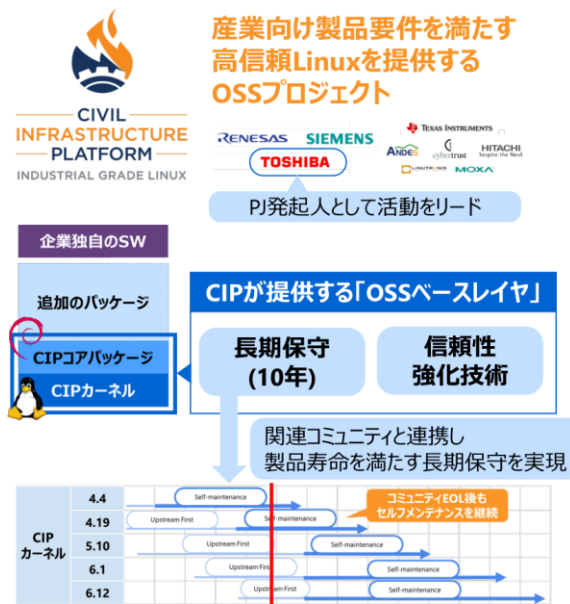 産業向け製品要件を満たす
高信頼Linuxを提供する
OSSプロジェクト
CIVIL
INFRASTRUCTURE
PLATFORM
INDUSTRIAL GRADE LINUX
RENESAS
SIEMENS
TEXAS INSTRUMENTS
TOSHIBA
ANDES
cybertrust
HITACHI
Inspire the Next
LINUTRONIX
MOXA
PJ発起人として活動をリード
企業独自のSW
追加のパッケージ
CIPコアパッケージ
CIPカーネル
CIPが提供する「OSSベースレイヤ」
長期保守
(10年)
信頼性
強化技術
関連コミュニティと連携し
製品寿命を満たす長期保守を実現
CIP
カーネル
4.4
Self-maintenance
コミュニティEOL後も
セルフメンテナンスを継続
4.19
Upstream First
Self-maintenance
5.10
Upstream First
Self-maintenance
6.1
Upstream First
Self-maintenance
6.12
Upstream First
Self-maintenance